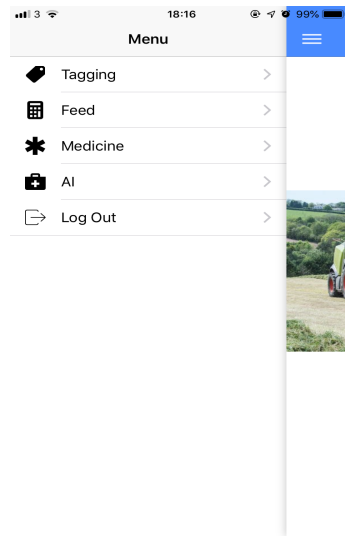 3 18:16 99%
Menu
Tagging
Feed
Medicine
AI
Log Out